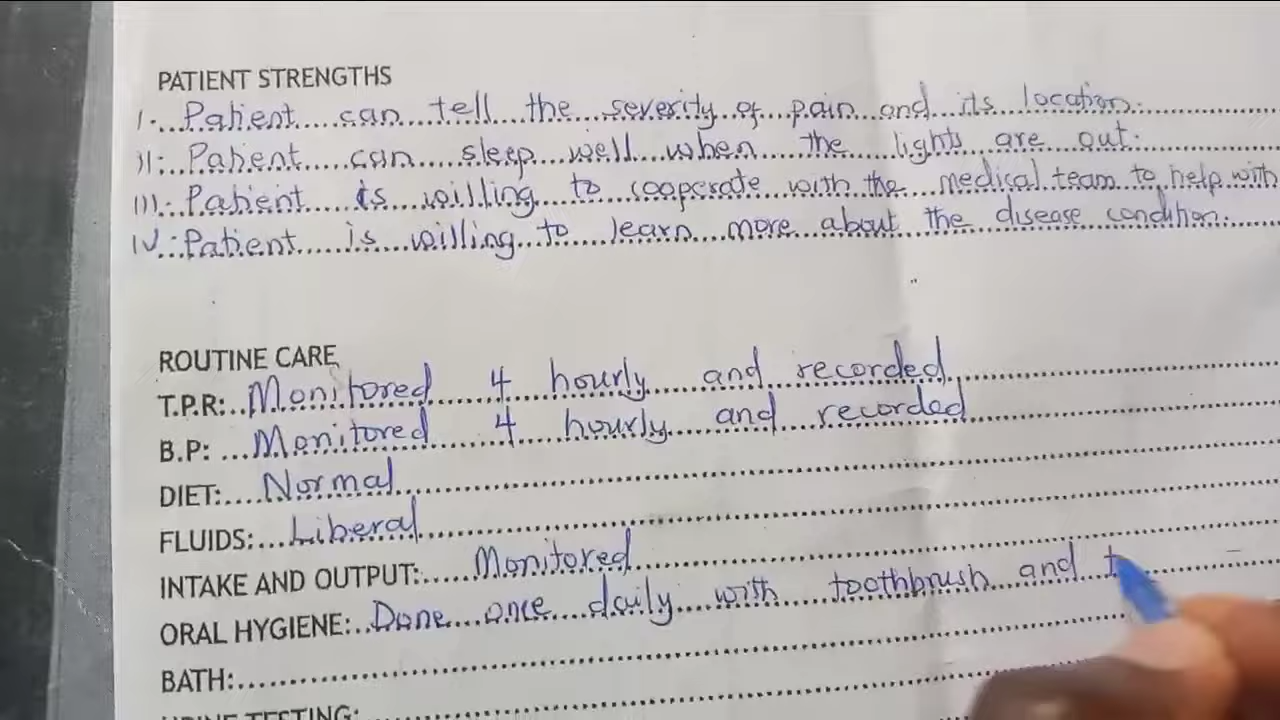 PATIENT STRENGTHS
I. Patient can tell the severity of pain and its location.
II. Patient can sleep well when the lights are out.
III. Patient is willing to cooperate with the medical team to help with
IV. Patient is willing to learn more about the disease condition.
ROUTINE CARE
T.P.R: Monitored 4 hourly and recorded
B.P: Monitored 4 hourly and recorded
DIET: Normal
FLUIDS: Liberal
INTAKE AND OUTPUT: Monitored
ORAL HYGIENE: Done once daily with toothbrush and t
BATH:
URINE TESTING: